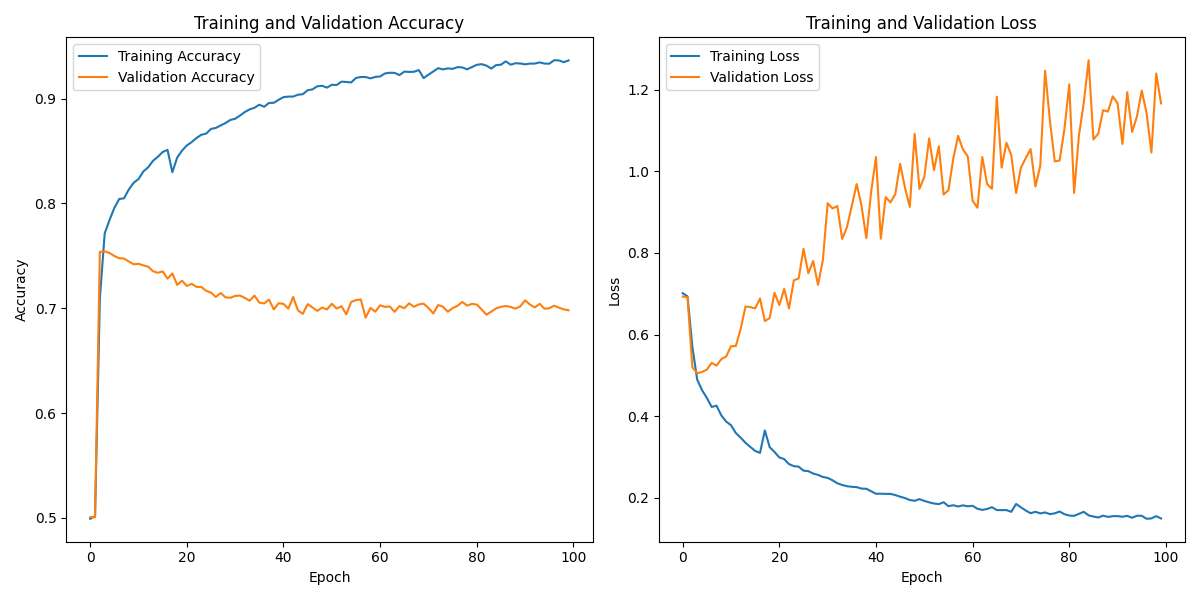 Training and Validation Accuracy
Training Accuracy
Validation Accuracy
0.9
0.8
0.7
0.6
0.5
Accuracy
0
20
40
60
80
100
Epoch
Training and Validation Loss
Training Loss
Validation Loss
1.2
1.0
0.8
0.6
0.4
0.2
Loss
0
20
40
60
80
100
Epoch